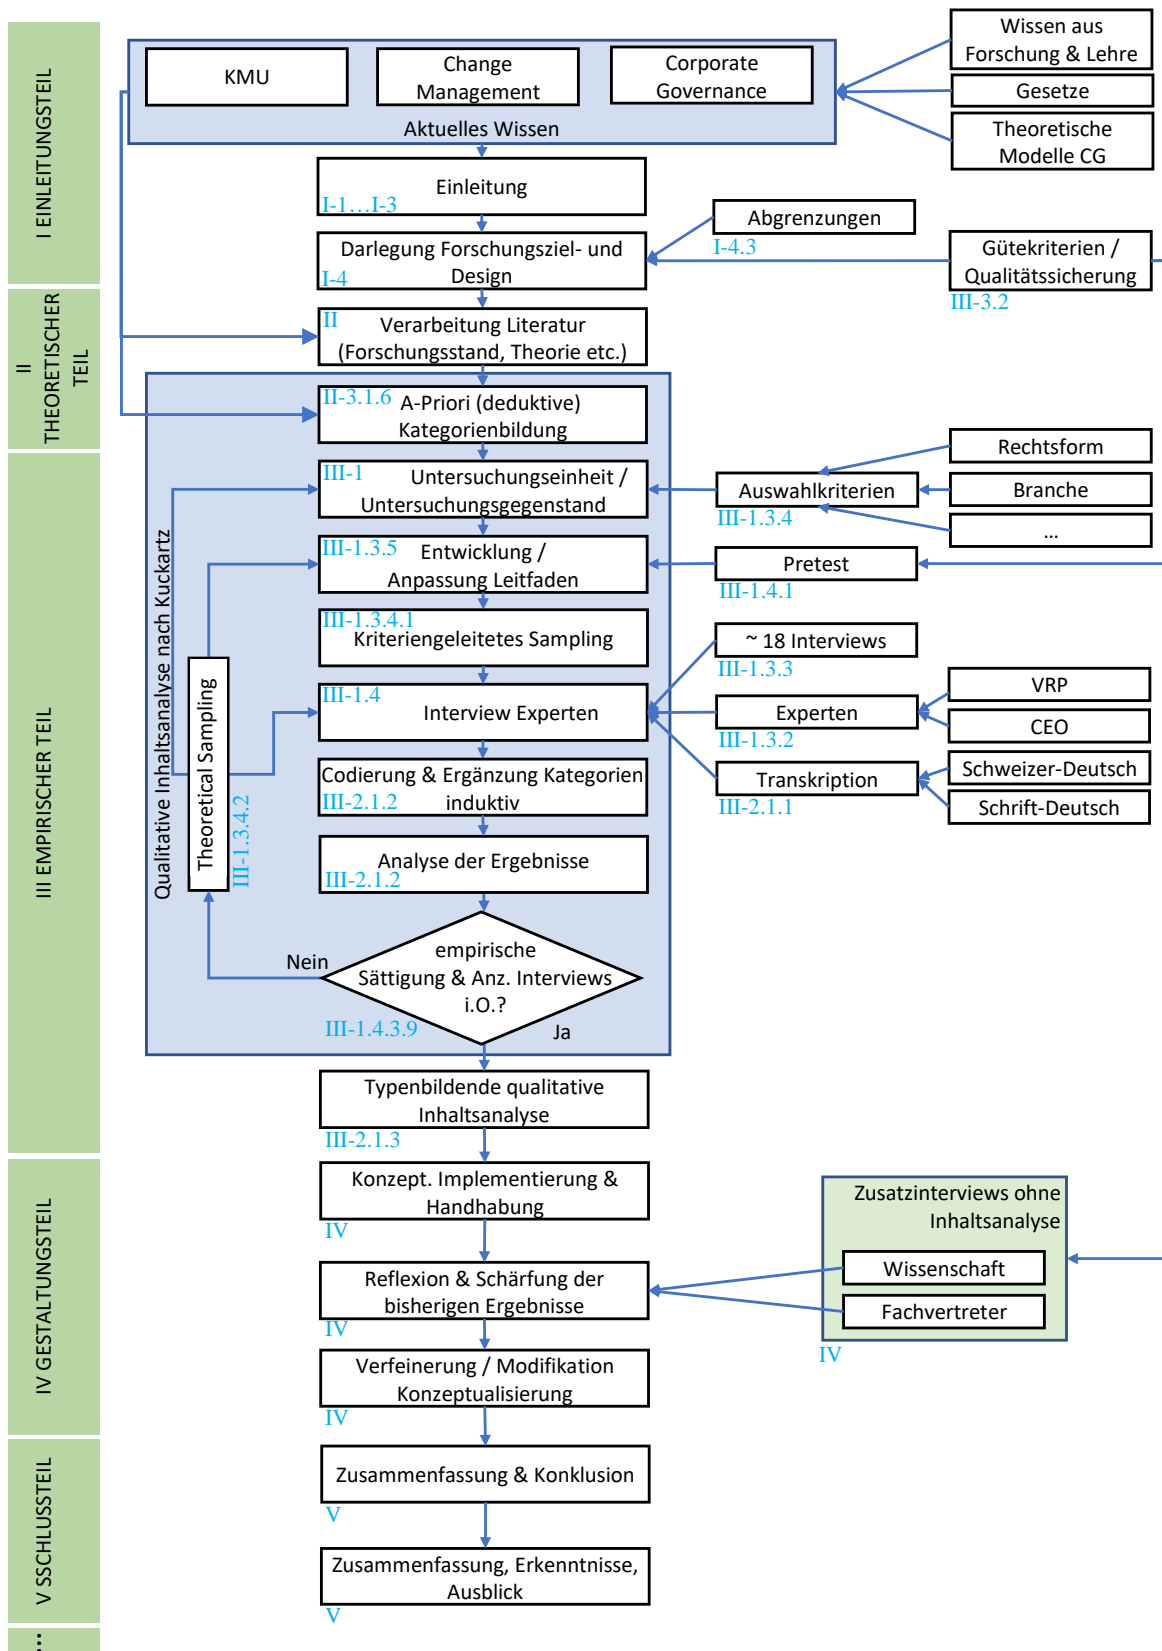 I EINLEITUNGSTEIL
KMU
Change
Management
Corporate
Governance
Aktuelles Wissen
Wissen aus
Forschung & Lehre
Gesetze
Theoretische
Modelle CG
Einleitung
I-1…I-3
Abgrenzungen
I-4.3
Darlegung Forschungsziel- und
Design
I-4
Gütekriterien /
Qualitätssicherung
III-3.2
II
THEORETISCHER
TEIL
II
Verarbeitung Literatur
(Forschungsstand, Theorie etc.)
Qualitative Inhaltsanalyse nach Kuckartz
II-3.1.6
A-Priori (deduktive)
Kategorienbildung
III EMPIRISCHER TEIL
III-1
Untersuchungseinheit /
Untersuchungsgegenstand
Auswahlkriterien
III-1.3.4
Rechtsform
Branche
...
III-1.3.5
Entwicklung /
Anpassung Leitfaden
Pretest
III-1.4.1
III-1.3.4.1
Kriteriengeleitetes Sampling
~ 18 Interviews
III-1.3.3
Theoretical Sampling
III-1.3.4.2
III-1.4
Interview Experten
Experten
III-1.3.2
VRP
CEO
Codierung & Ergänzung Kategorien
induktiv
III-2.1.2
Transkription
III-2.1.1
Schweizer-Deutsch
Schrift-Deutsch
Analyse der Ergebnisse
III-2.1.2
Nein
empirische
Sättigung & Anz. Interviews
i.O.?
III-1.4.3.9
Ja
Typenbildende qualitative
Inhaltsanalyse
III-2.1.3
IV GESTALTUNGSTEIL
Konzept. Implementierung &
Handhabung
IV
Zusatzinterviews ohne
Inhaltsanalyse
Wissenschaft
Fachvertreter
IV
Reflexion & Schärfung der
bisherigen Ergebnisse
IV
Verfeinerung / Modifikation
Konzeptualisierung
IV
V SSCHLUSSTEIL
Zusammenfassung & Konklusion
V
Zusammenfassung, Erkenntnisse,
Ausblick
V
...